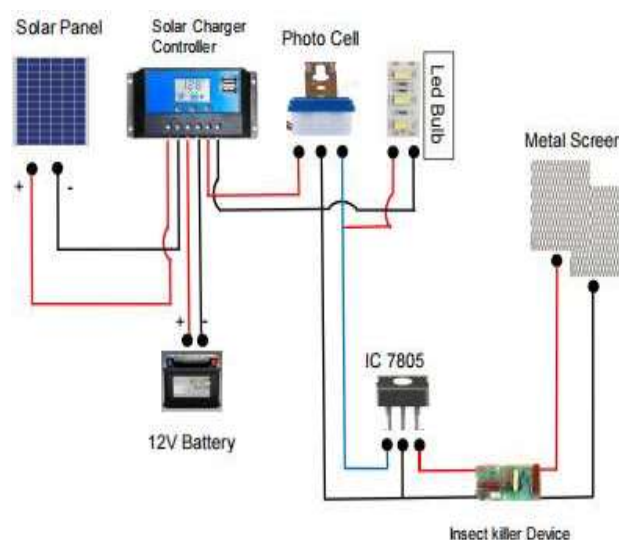 Solar Panel
Solar Charger
Controller
Photo Cell
Led Bulb
Metal Screen
+ -
+ -
12V Battery
IC 7805
Insect killer Device